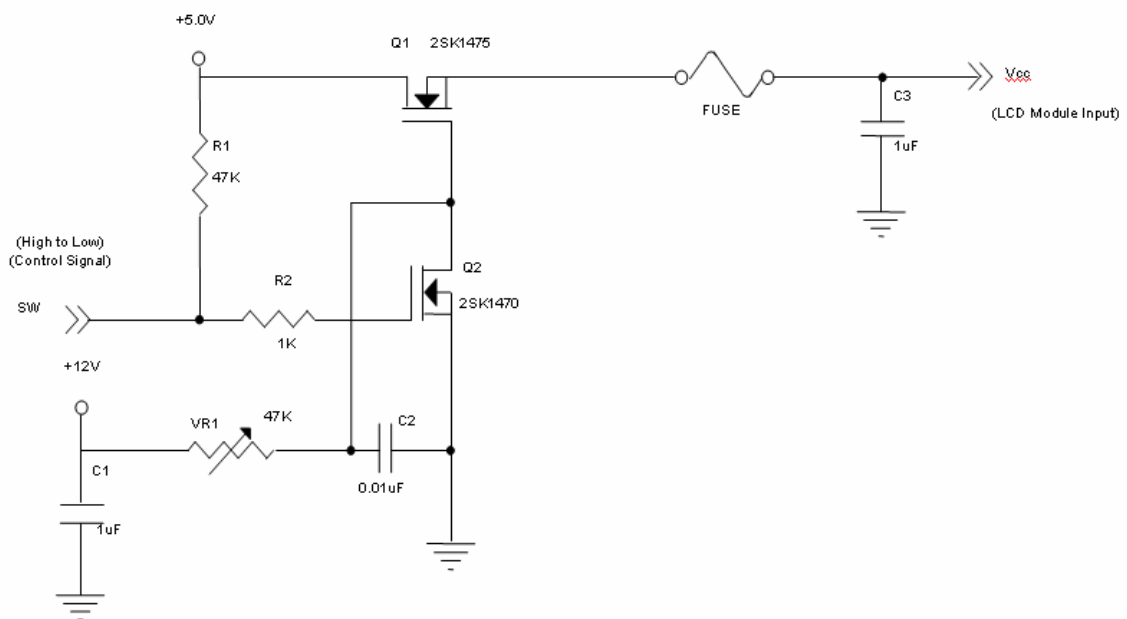 +5.0V
Q1 2SK1475
Vcc
C3
FUSE
(LCD Module Input)
R1
1uF
47K
(High to Low)
(Control Signal)
R2
Q2
SW
2SK1470
1K
+12V
VR1
47K
C2
C1
0.01uF
1uF